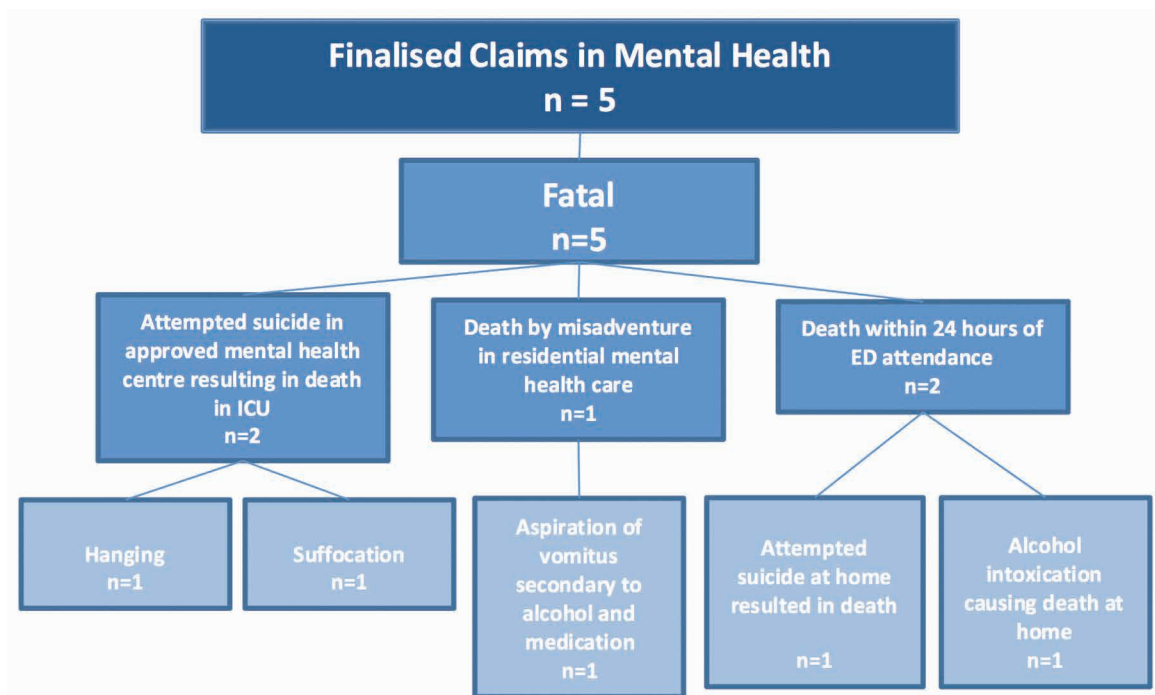 Finalised Claims in Mental Health
n = 5
Fatal
n=5
Attempted suicide in
approved mental health
centre resulting in death
in ICU
n=2
Death by misadventure
in residential mental
health care
n=1
Death within 24 hours of
ED attendance
n=2
Hanging
n=1
Suffocation
n=1
Aspiration of
vomitus
secondary to
alcohol and
medication
n=1
Attempted
suicide at home
resulted in death
n=1
Alcohol
intoxication
causing death at
home
n=1